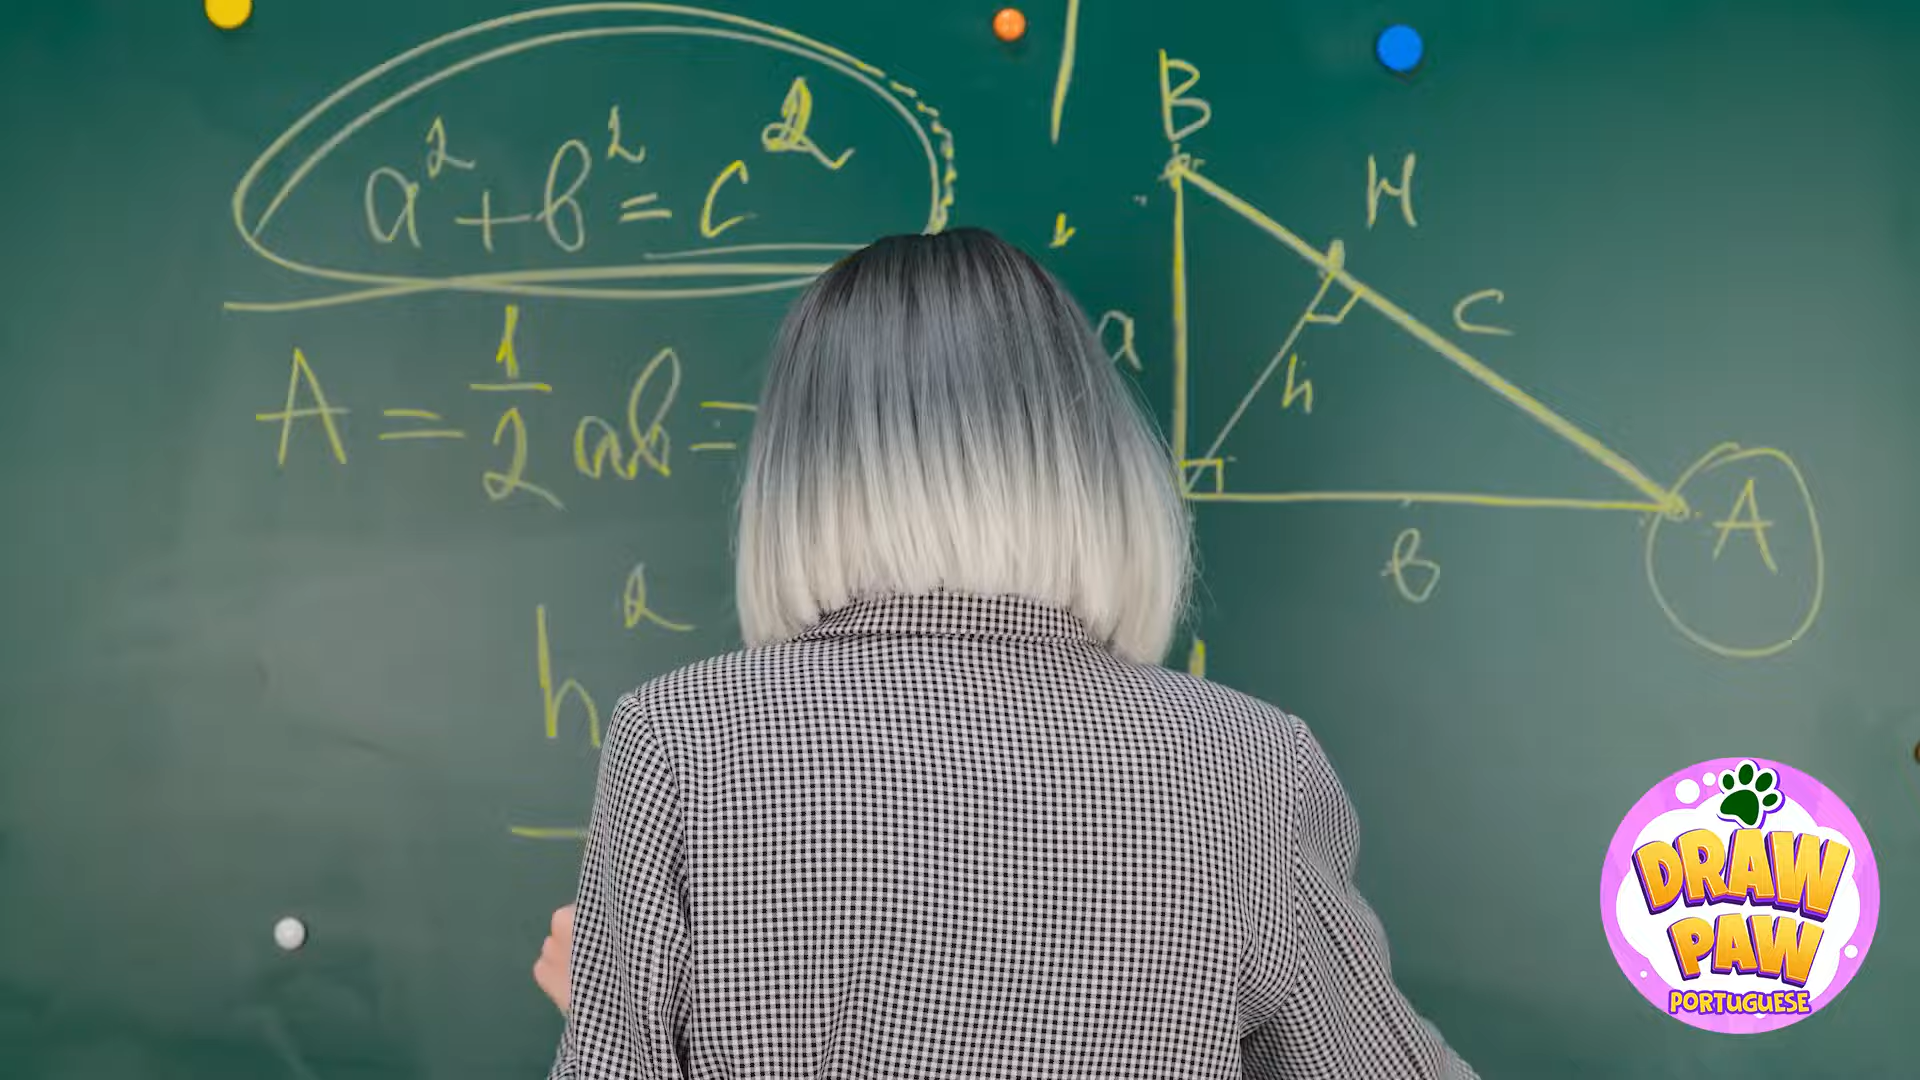 a² + b² = c²
A = 1/2 ab =
h²
B
H
a
c
h
b
A
DRAW
PAW
PORTUGUESE